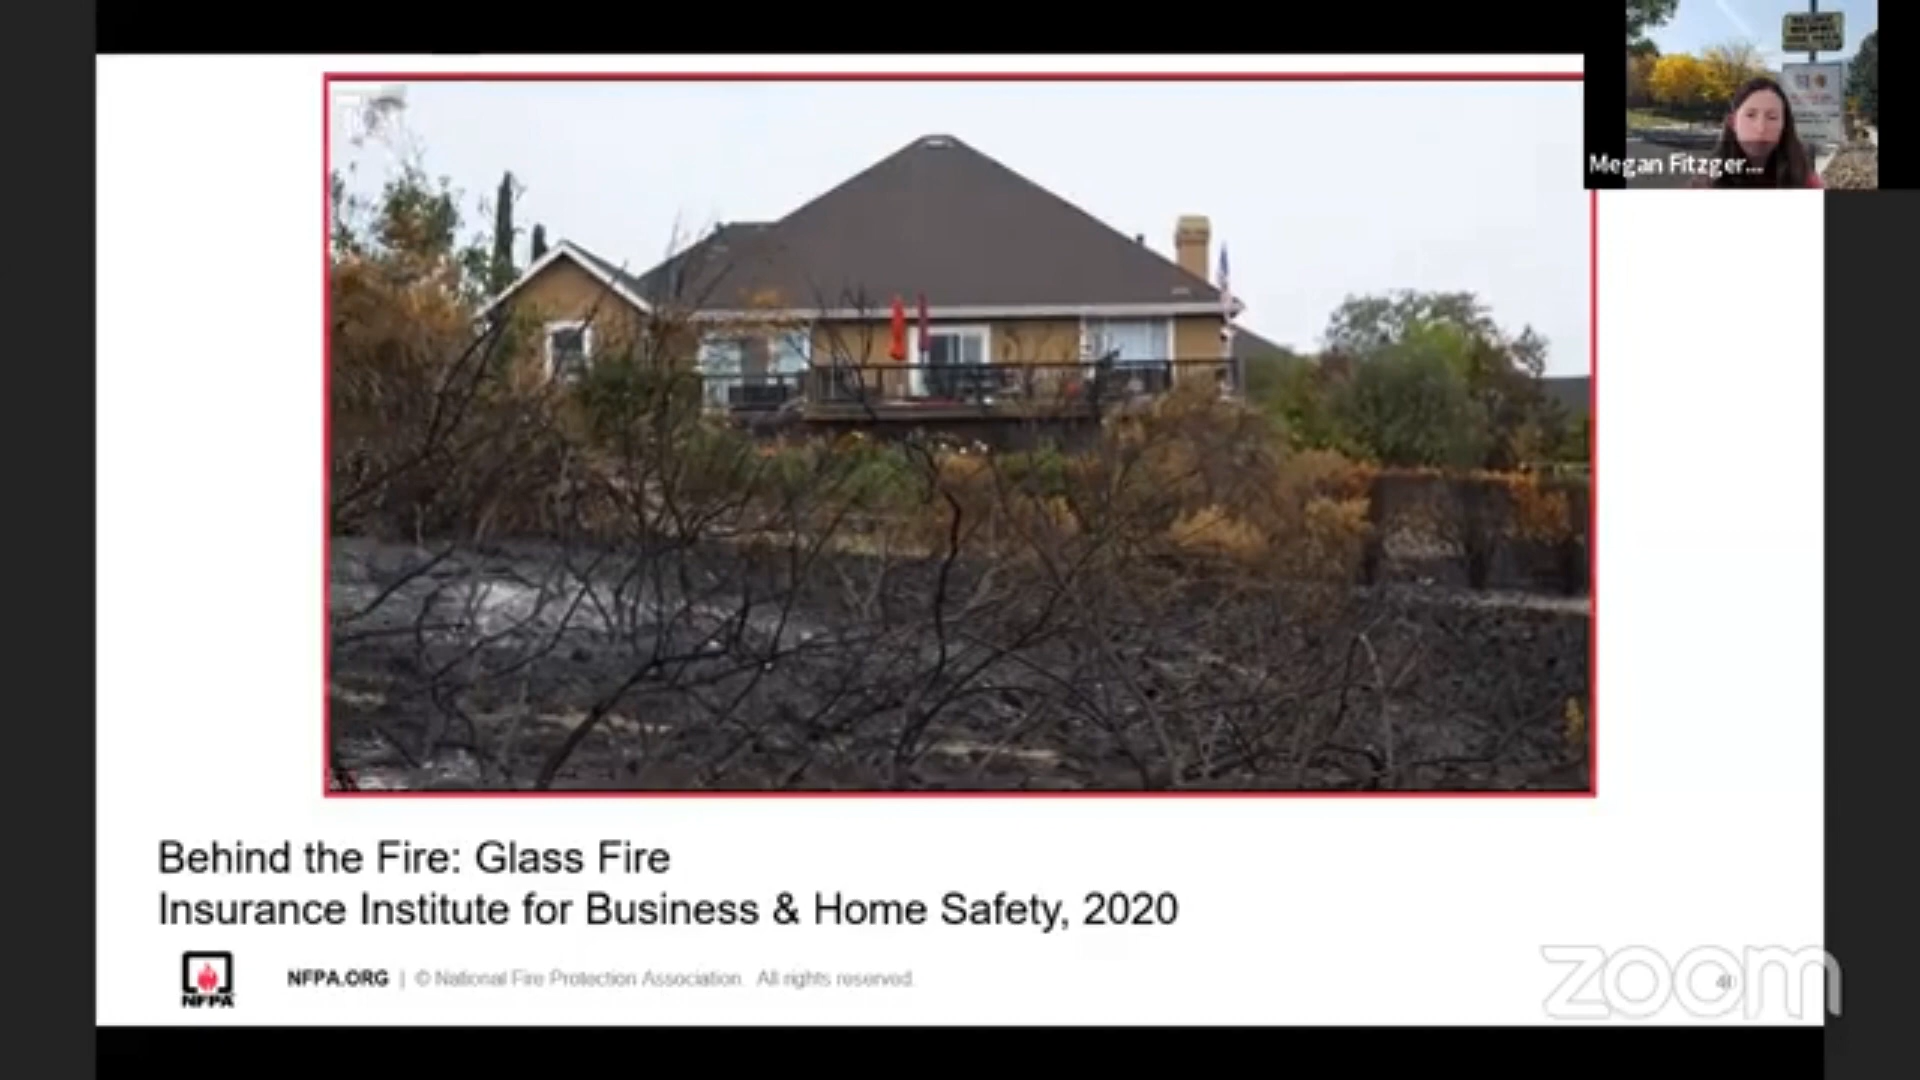 Megan Fitzger...
Behind the Fire: Glass Fire
Insurance Institute for Business & Home Safety, 2020
NFPA
NFPA.ORG | © National Fire Protection Association. All rights reserved.
zoom